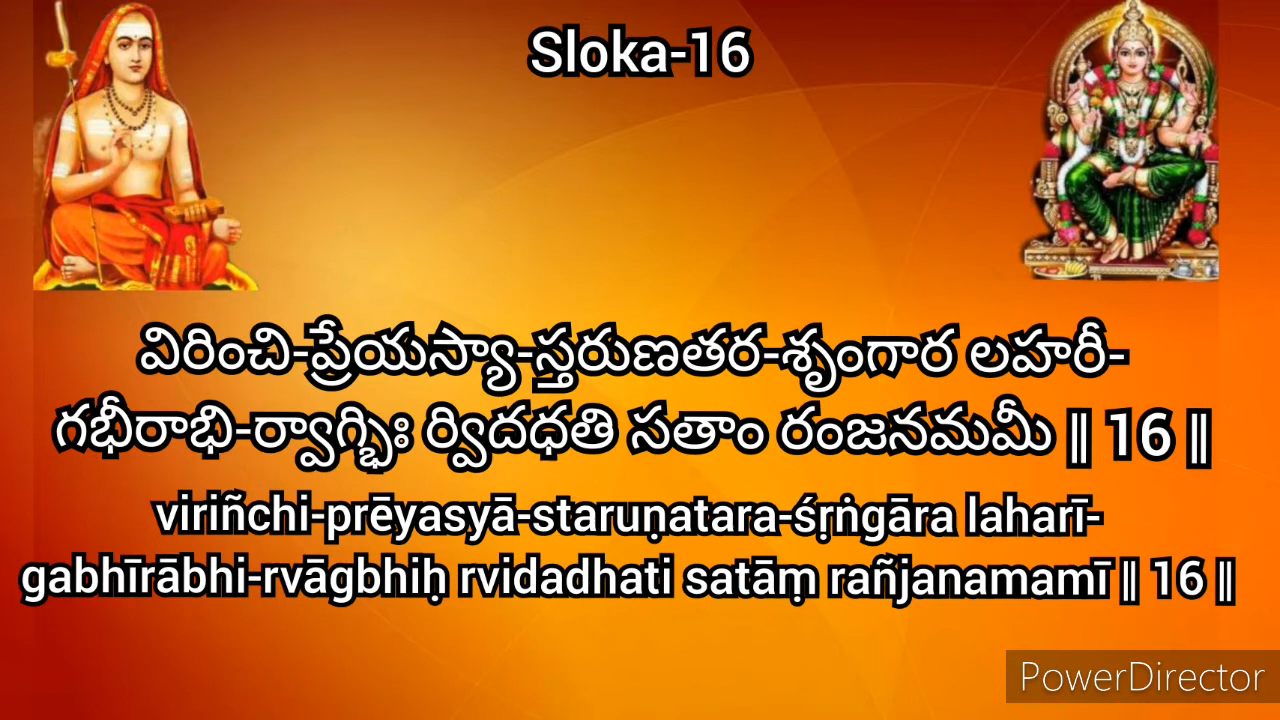 Sloka-16
విరించి-ప్రేయస్యా-స్తరుణతర-శృంగార లహరీ-
గభీరాభి-ర్వాగ్భిః ర్విదధతి సతాం రంజనమమీ ‖ 16 ‖
viriñchi-prēyasyā-staruṇatara-śṛṅgāra laharī-
gabhīrābhi-rvāgbhiḥ rvidadhati satāṃ rañjanamamī ‖ 16 ‖
PowerDirector